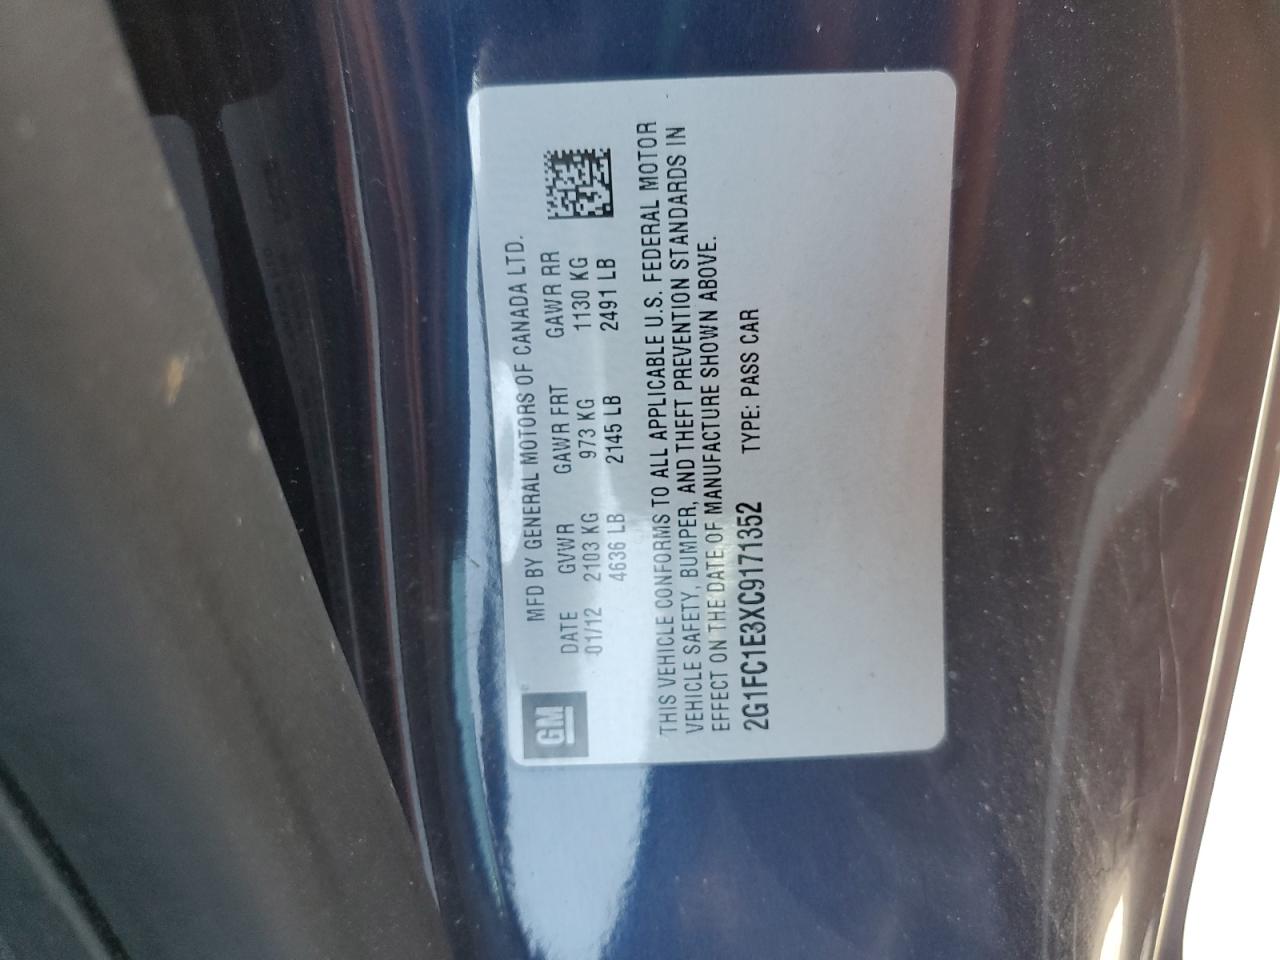 GM
MFD BY GENERAL MOTORS OF CANADA LTD.
DATE GVWR GAWR FRT GAWR RR
01/12 2103 KG 973 KG 1130 KG
4636 LB 2145 LB 2491 LB
THIS VEHICLE CONFORMS TO ALL APPLICABLE U.S. FEDERAL MOTOR
VEHICLE SAFETY, BUMPER, AND THEFT PREVENTION STANDARDS IN
EFFECT ON THE DATE OF MANUFACTURE SHOWN ABOVE.
2G1FC1E3XC9171352 TYPE: PASS CAR